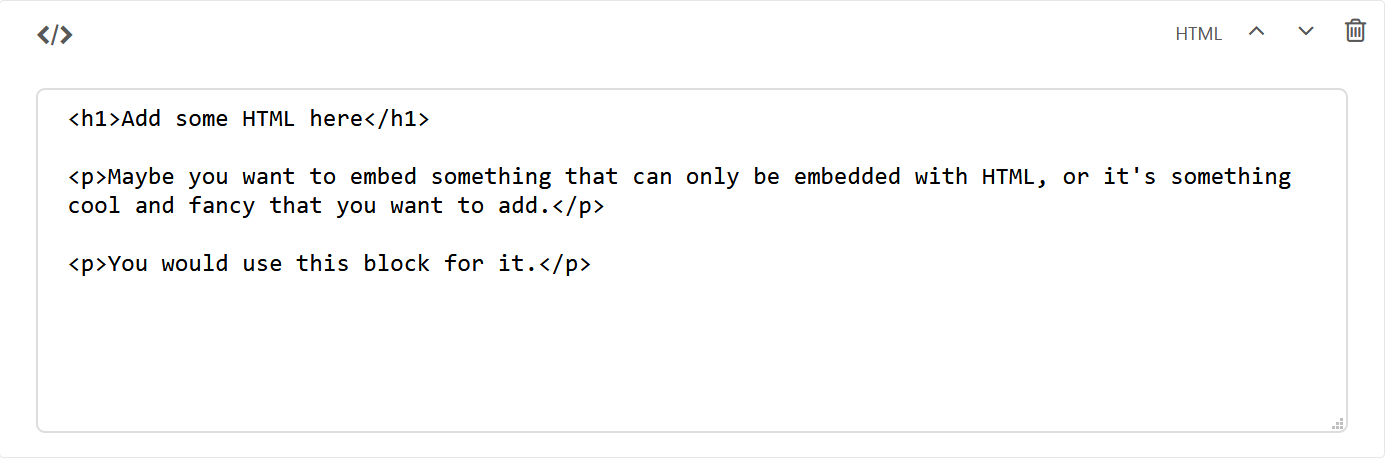 HTML
<h1>Add some HTML here</h1>
<p>Maybe you want to embed something that can only be embedded with HTML, or it's something
cool and fancy that you want to add.</p>
<p>You would use this block for it.</p>